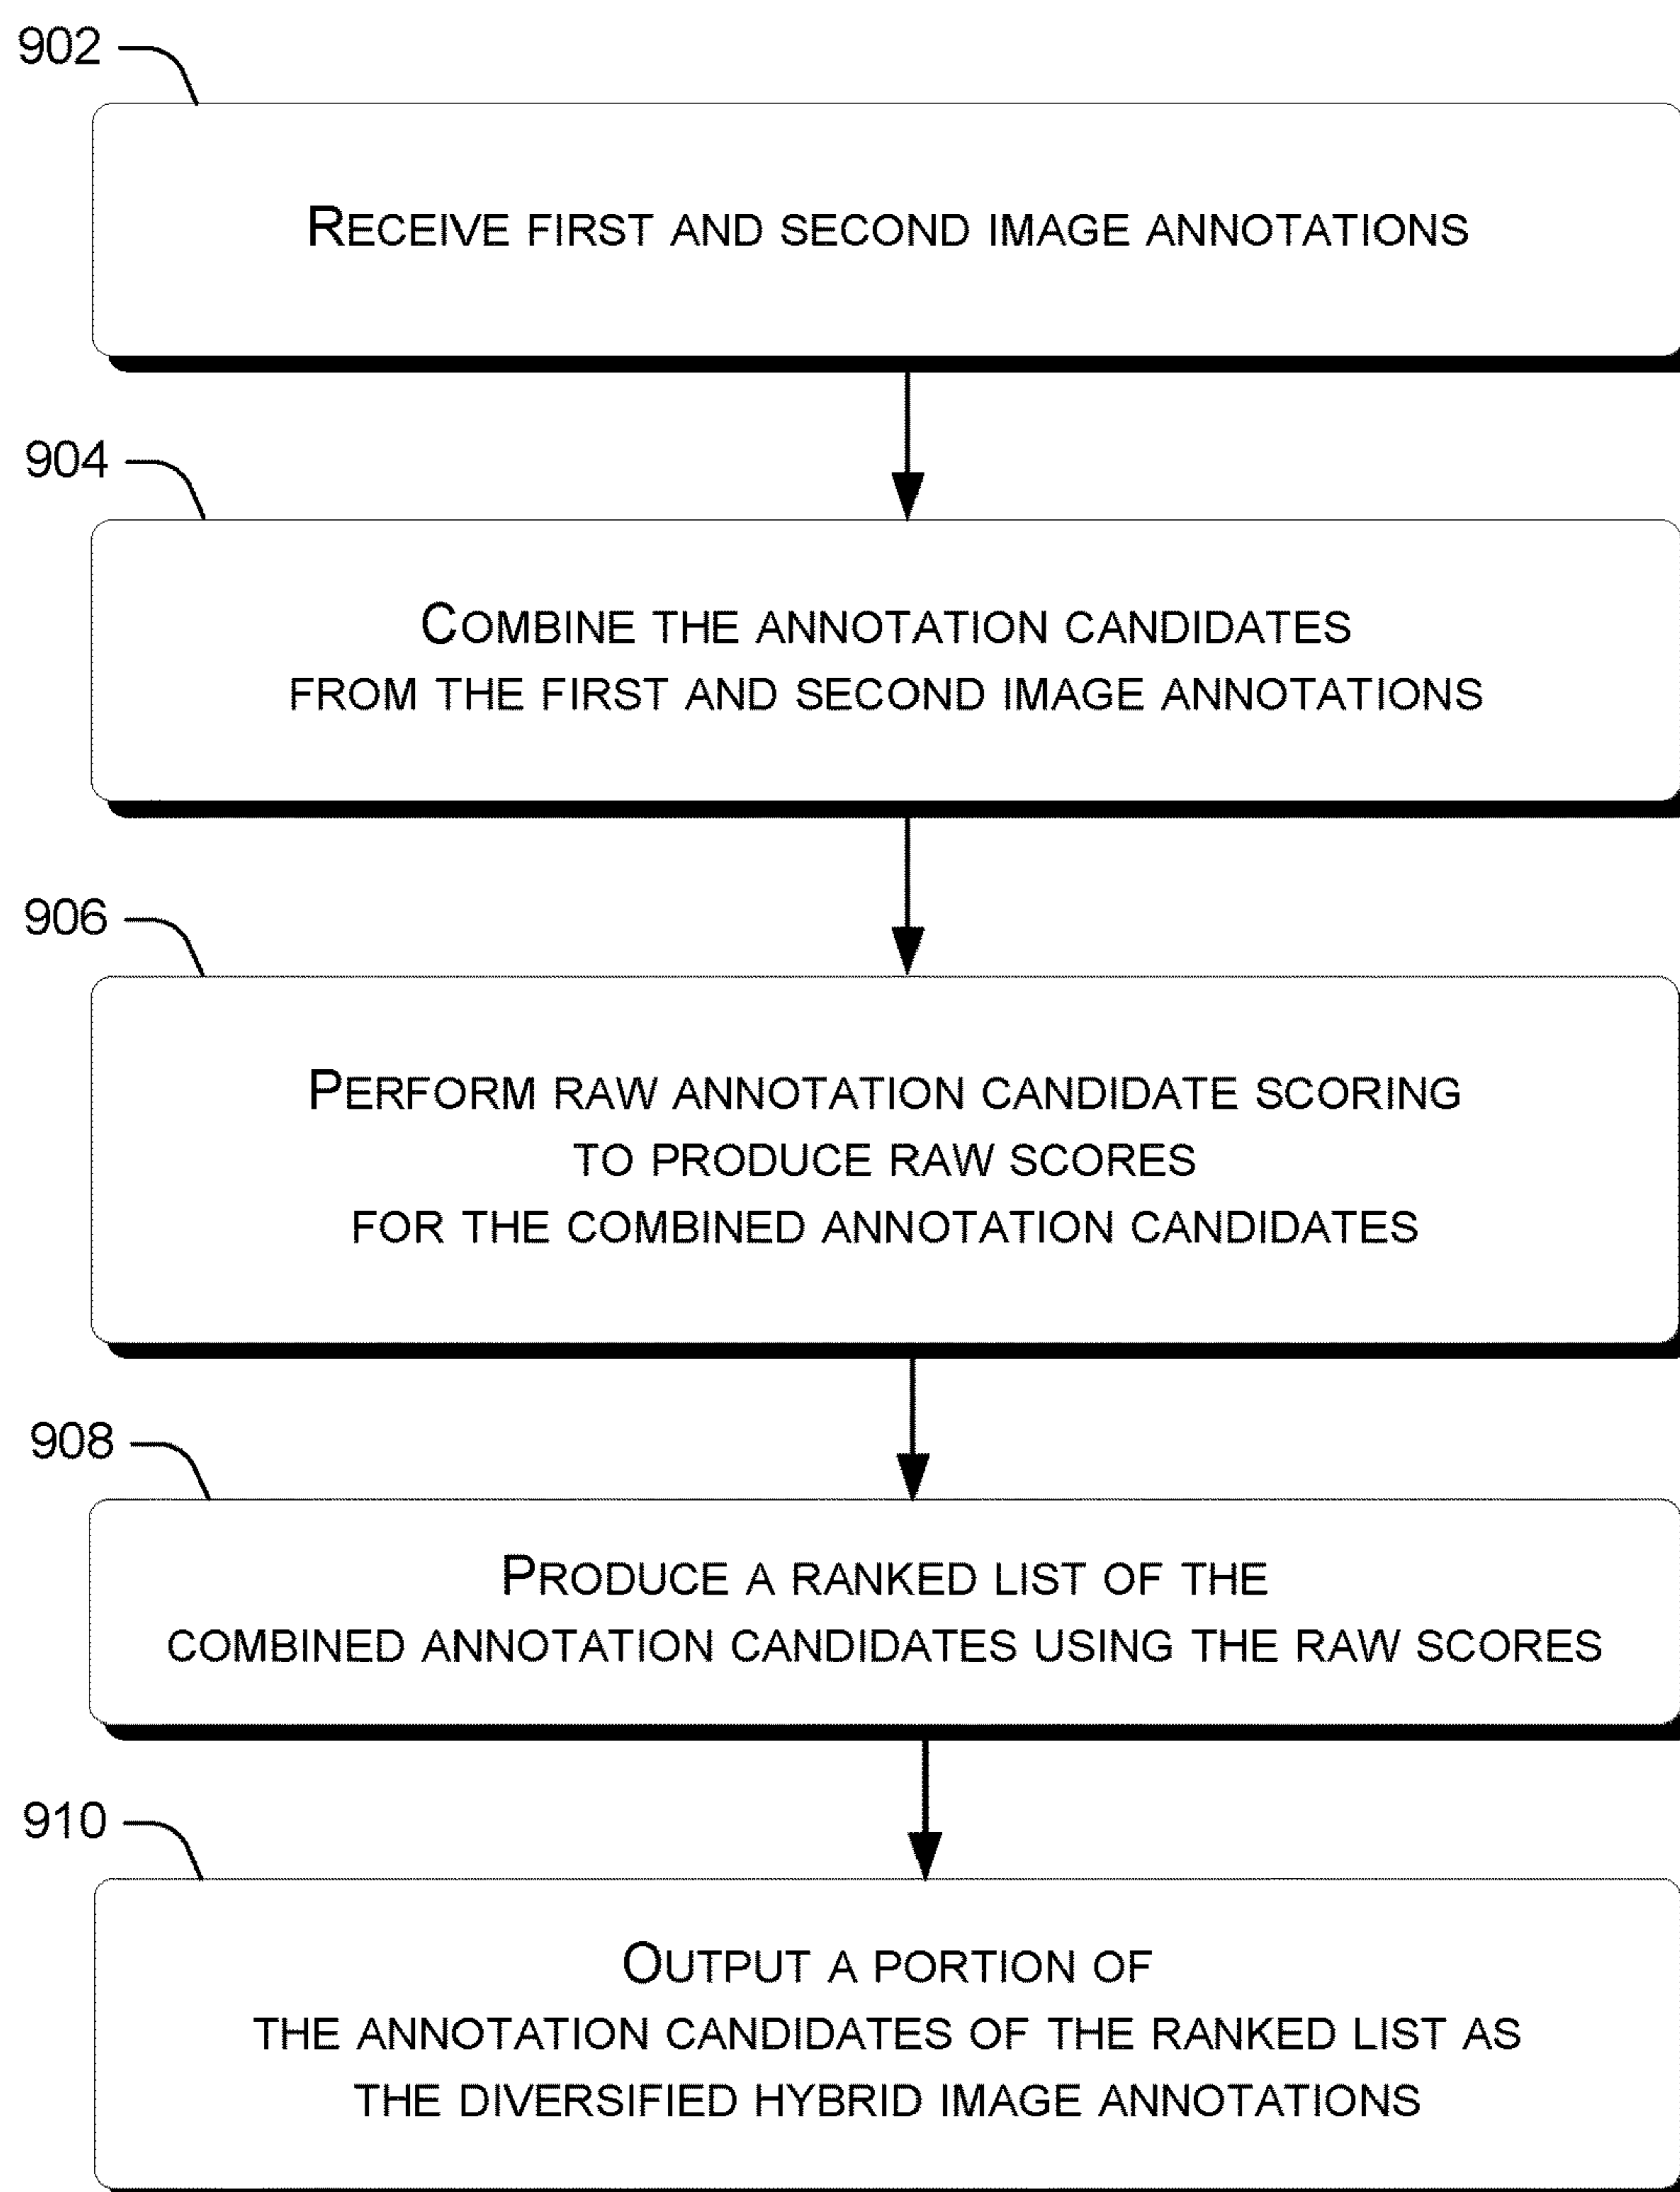 902
RECEIVE FIRST AND SECOND IMAGE ANNOTATIONS
904
COMBINE THE ANNOTATION CANDIDATES
FROM THE FIRST AND SECOND IMAGE ANNOTATIONS
906
PERFORM RAW ANNOTATION CANDIDATE SCORING
TO PRODUCE RAW SCORES
FOR THE COMBINED ANNOTATION CANDIDATES
908
PRODUCE A RANKED LIST OF THE
COMBINED ANNOTATION CANDIDATES USING THE RAW SCORES
910
OUTPUT A PORTION OF
THE ANNOTATION CANDIDATES OF THE RANKED LIST AS
THE DIVERSIFIED HYBRID IMAGE ANNOTATIONS